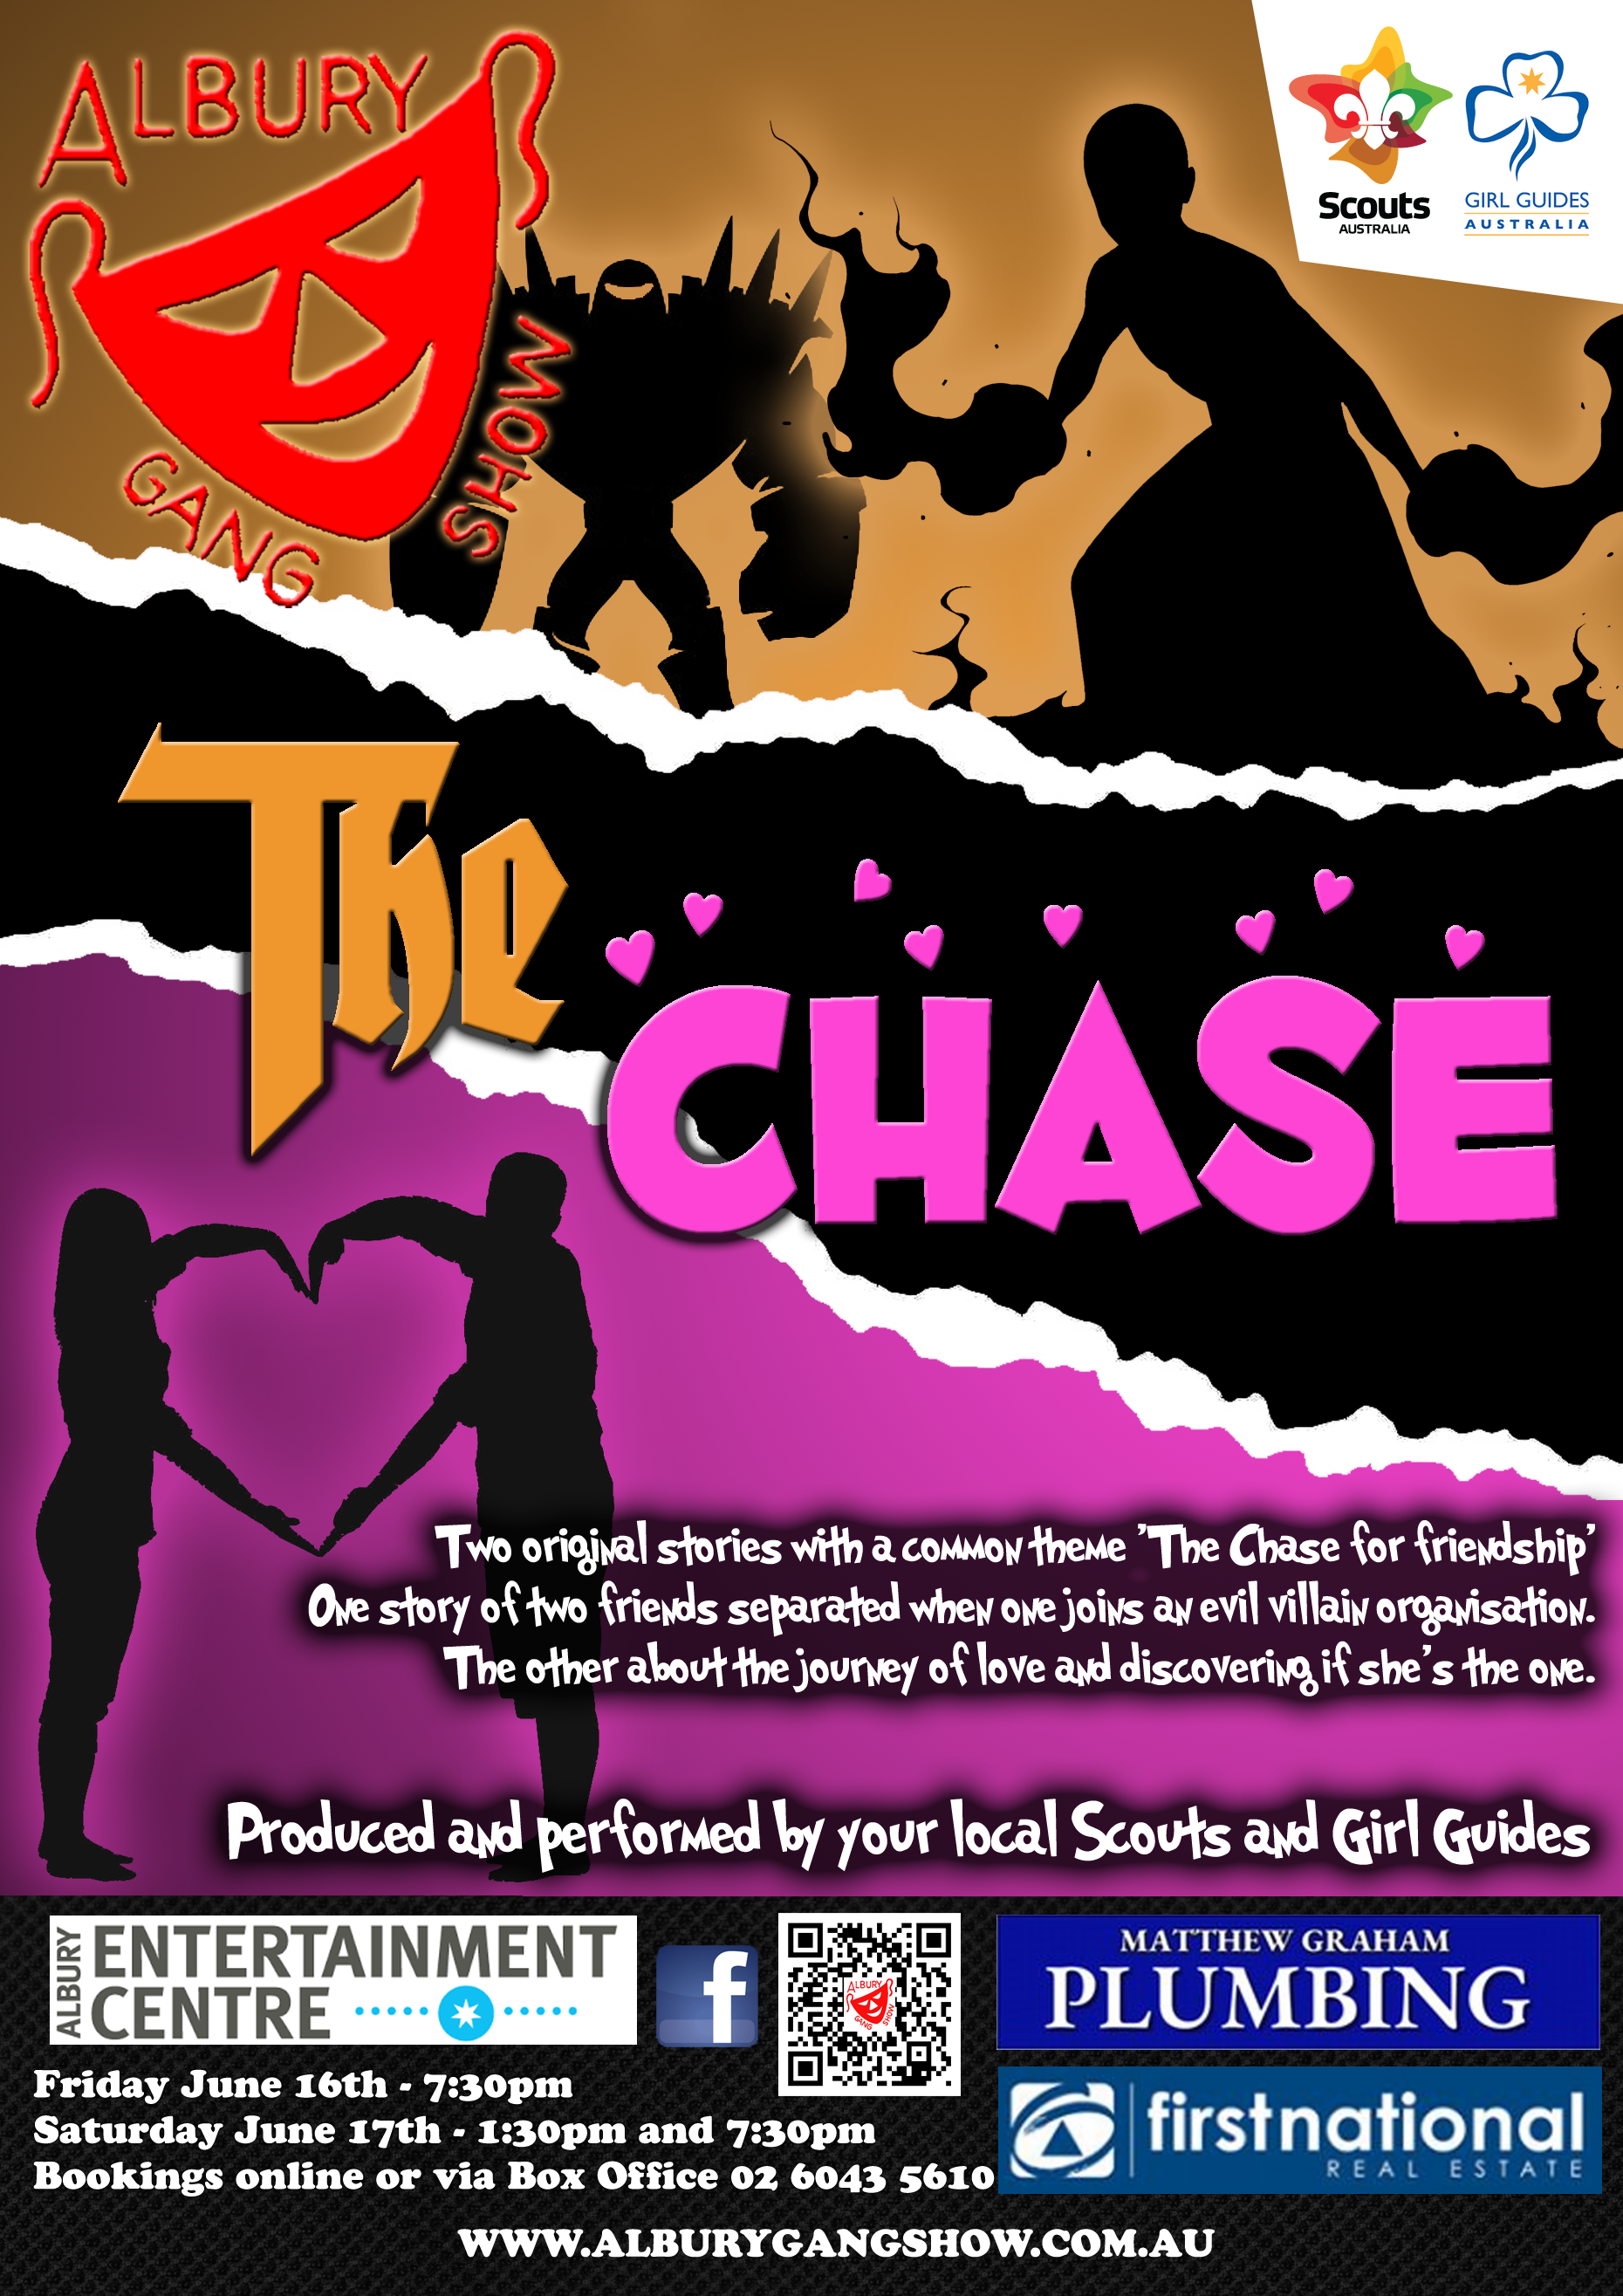 ALBURY
GANG
SHOW
Scouts
AUSTRALIA
GIRL GUIDES
AUSTRALIA
The
CHASE
Two original stories with a common theme 'The Chase for friendship'
One story of two friends separated when one joins an evil villain organisation.
The other about the journey of love and discovering if she's the one.
Produced and performed by your local Scouts and Girl Guides
ALBURY
ENTERTAINMENT
CENTRE
f
ALBURY
GANG
SHOW
MATTHEW GRAHAM
PLUMBING
firstnational
REAL ESTATE
Friday June 16th - 7:30pm
Saturday June 17th - 1:30pm and 7:30pm
Bookings online or via Box Office 02 6043 5610
WWW.ALBURYGANGSHOW.COM.AU